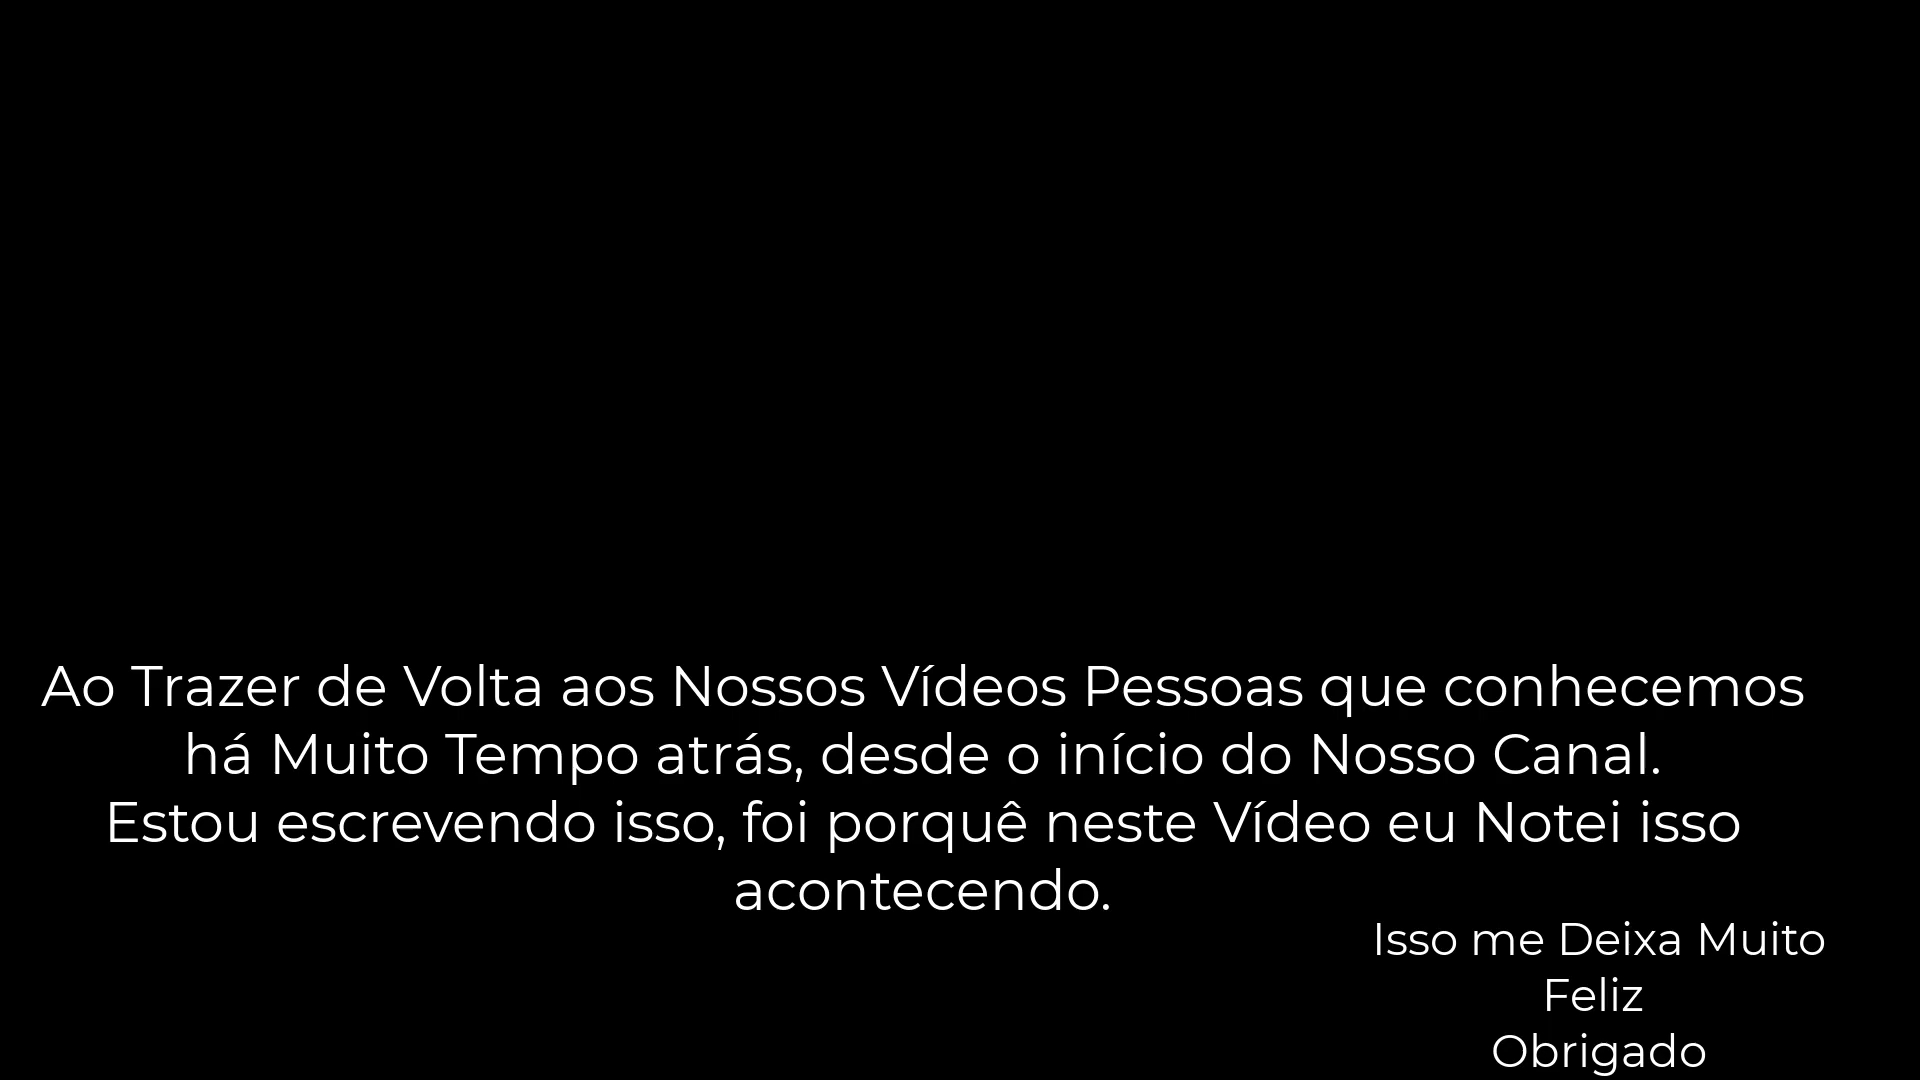 Ao Trazer de Volta aos Nossos Vídeos Pessoas que conhecemos
há Muito Tempo atrás, desde o início do Nosso Canal.
Estou escrevendo isso, foi porquê neste Vídeo eu Notei isso
acontecendo.
Isso me Deixa Muito
Feliz
Obrigado